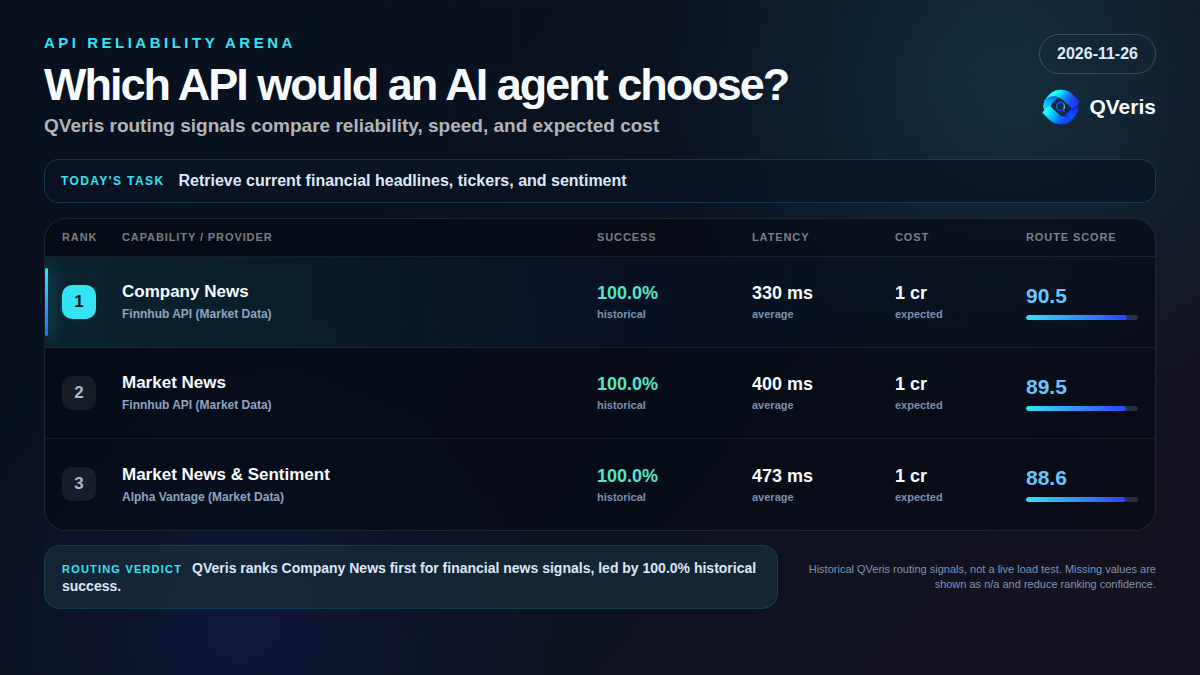 API RELIABILITY ARENA
Which API would an AI agent choose?
QVeris routing signals compare reliability, speed, and expected cost
2026-11-26
QVeris
TODAY'S TASK Retrieve current financial headlines, tickers, and sentiment
RANK CAPABILITY / PROVIDER SUCCESS LATENCY COST ROUTE SCORE
1 Company News 100.0% 330 ms 1 cr 90.5
Finnhub API (Market Data) historical average expected
2 Market News 100.0% 400 ms 1 cr 89.5
Finnhub API (Market Data) historical average expected
3 Market News & Sentiment 100.0% 473 ms 1 cr 88.6
Alpha Vantage (Market Data) historical average expected
ROUTING VERDICT QVeris ranks Company News first for financial news signals, led by 100.0% historical
success.
Historical QVeris routing signals, not a live load test. Missing values are
shown as n/a and reduce ranking confidence.